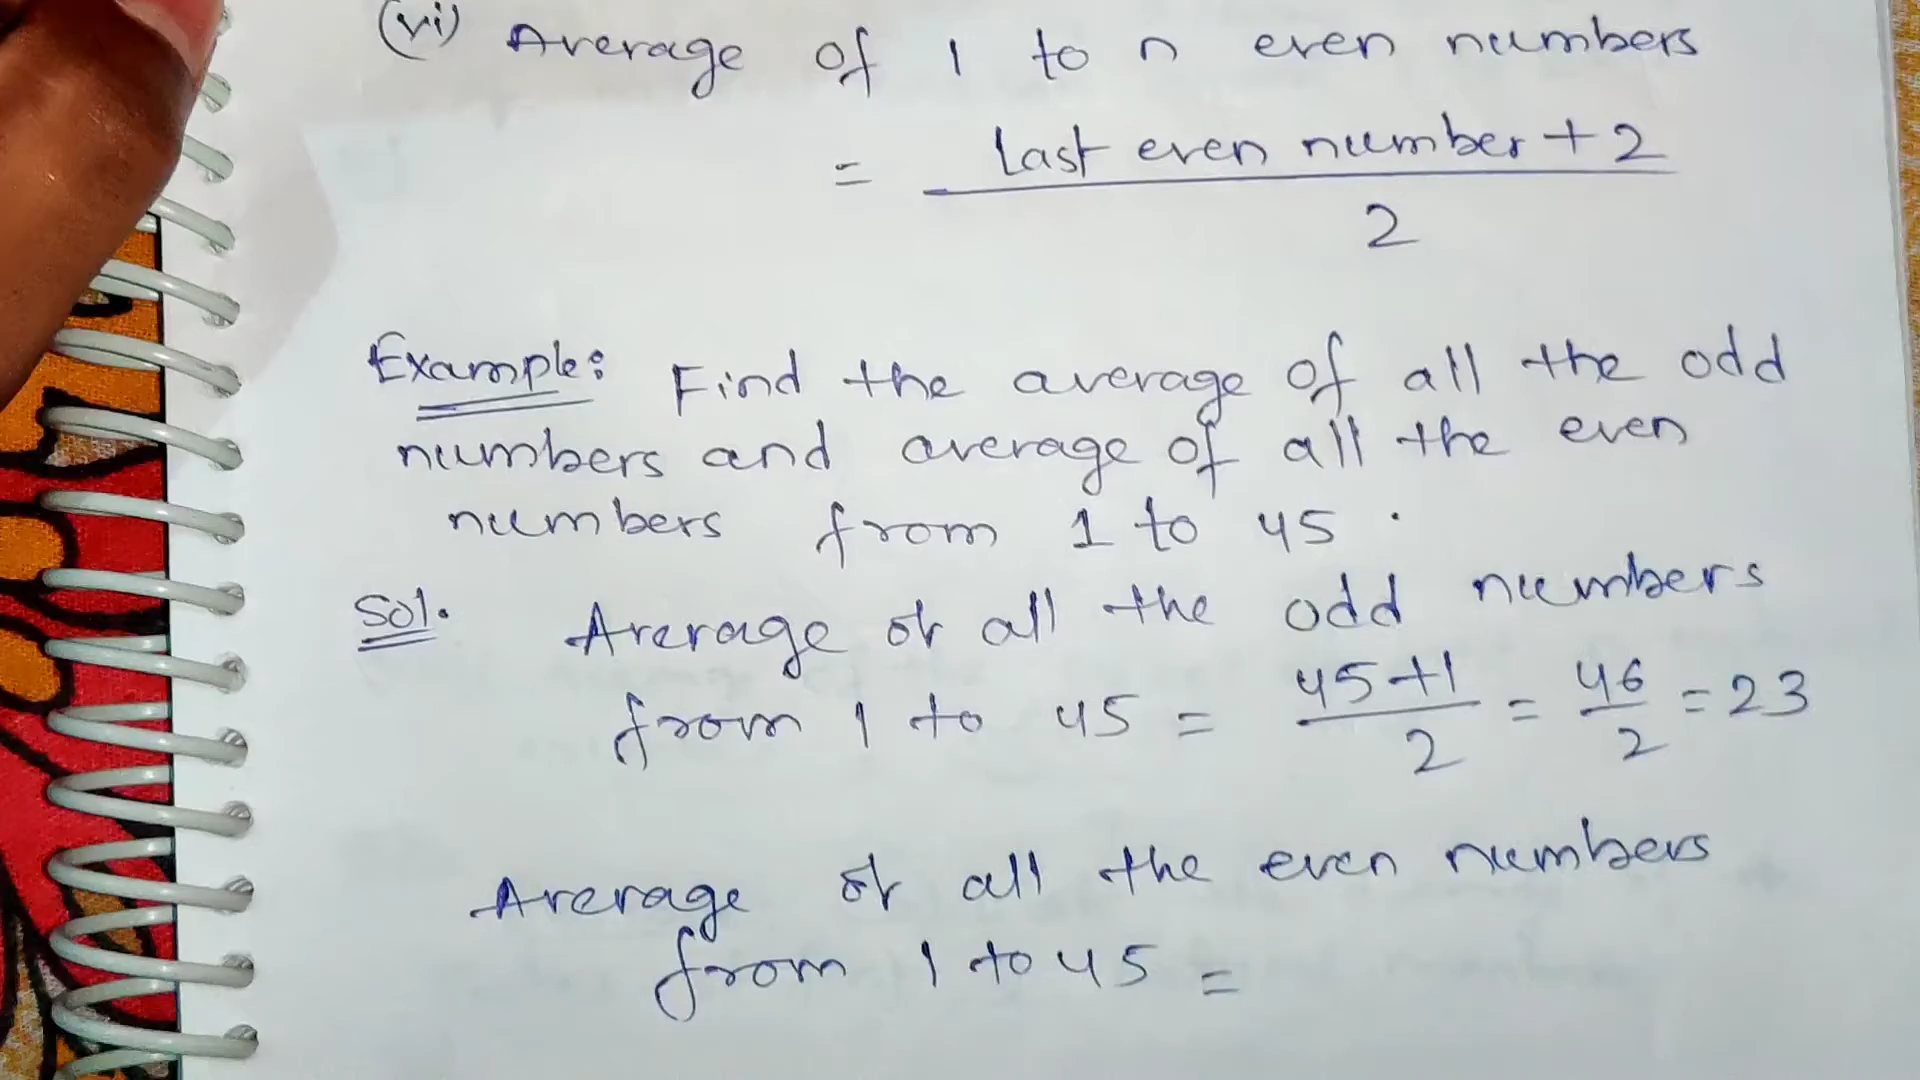 (vi) Average of 1 to n even numbers
= last even number + 2
2
Example: Find the average of all the odd
numbers and average of all the even
numbers from 1 to 45.
Sol. Average of all the odd numbers
from 1 to 45 = 45+1/2 = 46/2 = 23
Average of all the even numbers
from 1 to 45 =